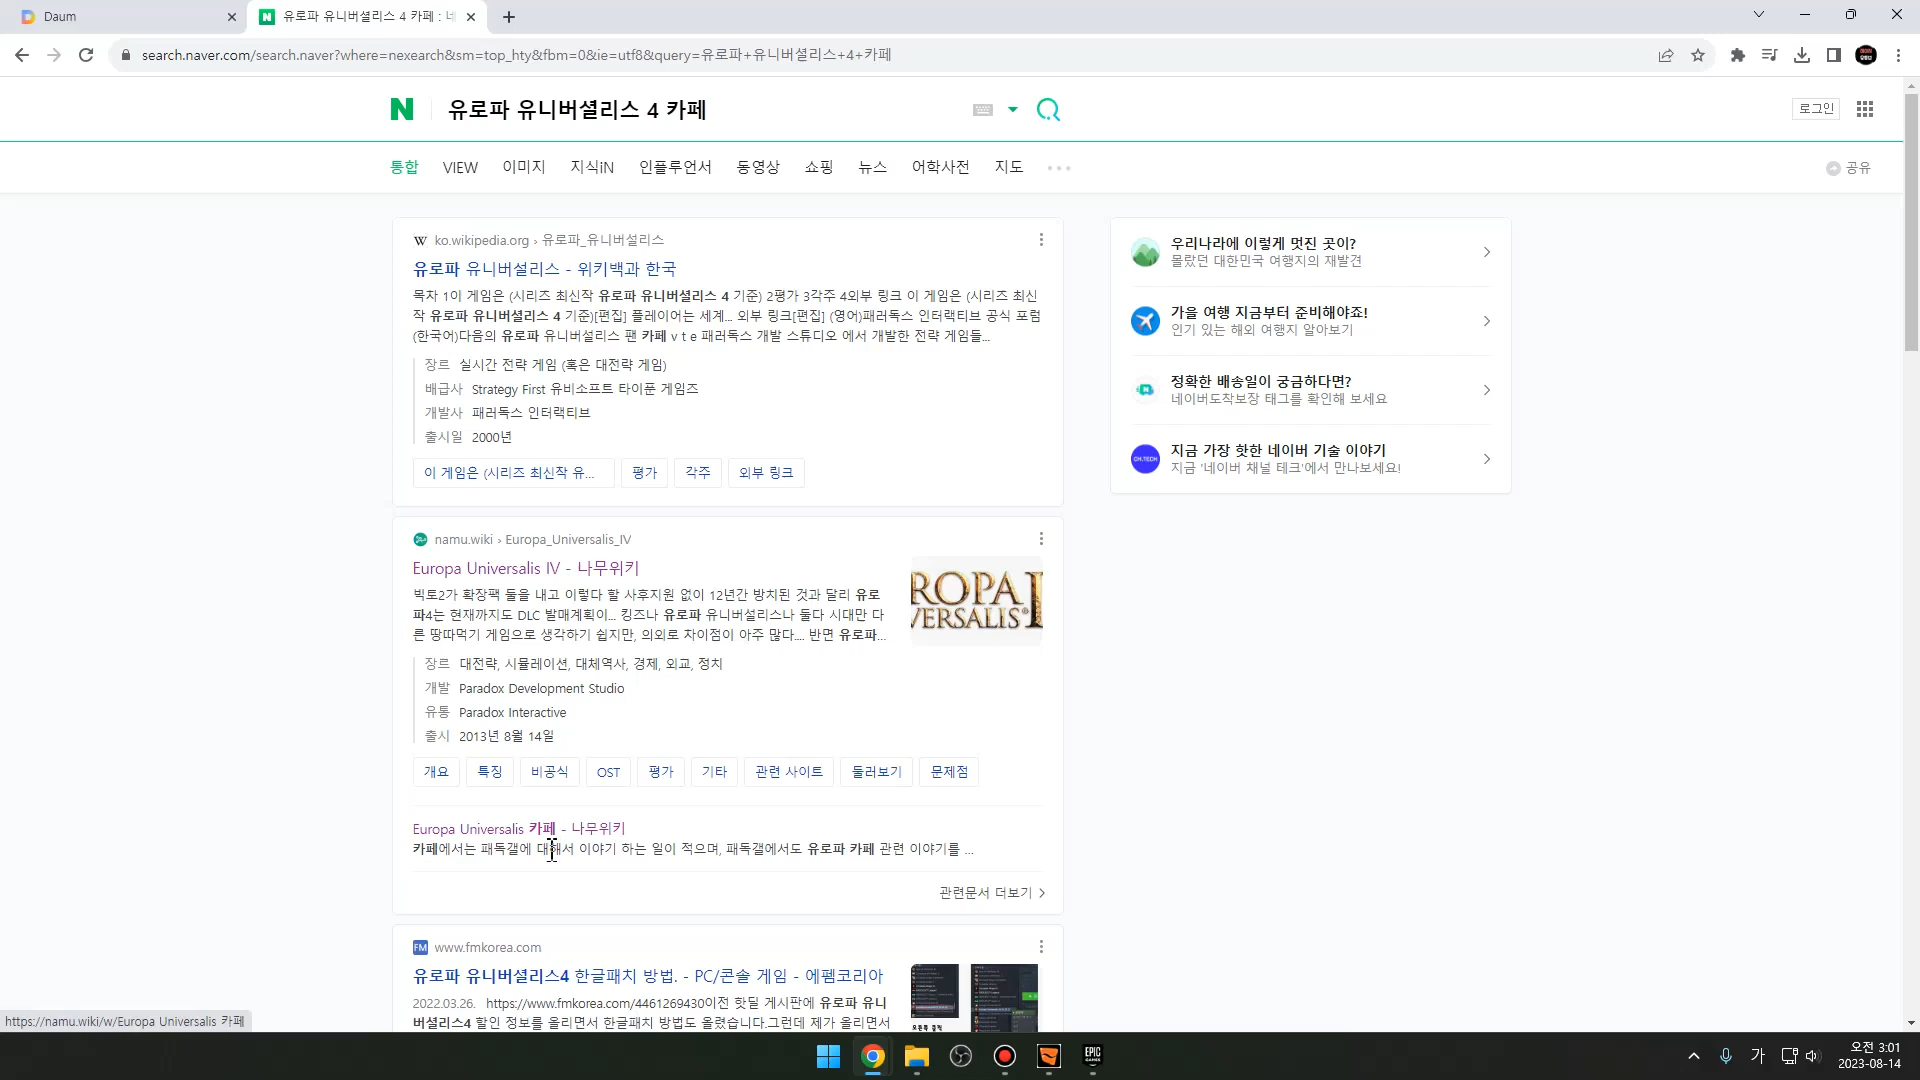 Daum
유로파 유니버셜리스 4 카페 : 네
search.naver.com/search.naver?where=nexearch&sm=top_hty&fbm=0&ie=utf8&query=유로파+유니버셜리스+4+카페
N 유로파 유니버셜리스 4 카페
로그인
통합 VIEW 이미지 지식iN 인플루언서 동영상 쇼핑 뉴스 어학사전 지도
공유
W ko.wikipedia.org › 유로파_유니버설리스
유로파 유니버설리스 - 위키백과 한국
목차 1이 게임은 (시리즈 최신작 유로파 유니버설리스 4 기준) 2평가 3각주 4외부 링크 이 게임은 (시리즈 최신
작 유로파 유니버설리스 4 기준)[편집] 플레이어는 세계... 외부 링크[편집] (영어)패러독스 인터랙티브 공식 포럼
(한국어)다음의 유로파 유니버설리스 팬 카페 v t e 패러독스 개발 스튜디오 에서 개발한 전략 게임들...
장르 실시간 전략 게임 (혹은 대전략 게임)
배급사 Strategy First 유비소프트 타이푼 게임즈
개발사 패러독스 인터랙티브
출시일 2000년
이 게임은 (시리즈 최신작 유... 평가 각주 외부 링크
우리나라에 이렇게 멋진 곳이?
몰랐던 대한민국 여행지의 재발견
가을 여행 지금부터 준비해야죠!
인기 있는 해외 여행지 알아보기
정확한 배송일이 궁금하다면?
네이버도착보장 태그를 확인해 보세요
CH.TECH
지금 가장 핫한 네이버 기술 이야기
지금 '네이버 채널 테크'에서 만나보세요!
namu.wiki › Europa_Universalis_IV
Europa Universalis IV - 나무위키
빅토2가 확장팩 둘을 내고 이렇다 할 사후지원 없이 12년간 방치된 것과 달리 유로
파4는 현재까지도 DLC 발매계획이... 킹즈나 유로파 유니버설리스나 둘다 시대만 다
른 땅따먹기 게임으로 생각하기 쉽지만, 의외로 차이점이 아주 많다.... 반면 유로파...
ROPA I
VERSALIS
장르 대전략, 시뮬레이션, 대체역사, 경제, 외교, 정치
개발 Paradox Development Studio
유통 Paradox Interactive
출시 2013년 8월 14일
개요 특징 비공식 OST 평가 기타 관련 사이트 둘러보기 문제점
Europa Universalis 카페 - 나무위키
카페에서는 패독갤에 대해서 이야기 하는 일이 적으며, 패독갤에서도 유로파 카페 관련 이야기를 ...
관련문서 더보기
FM www.fmkorea.com
유로파 유니버셜리스4 한글패치 방법. - PC/콘솔 게임 - 에펨코리아
2022.03.26. https://www.fmkorea.com/4461269430이전 핫딜 게시판에 유로파 유니
버셜리스4 할인 정보를 올리면서 한글패치 방법도 올렸습니다.그런데 제가 올리면서
https://namu.wiki/w/Europa Universalis 카페
EPIC GAMES
가
오전 3:01
2023-08-14